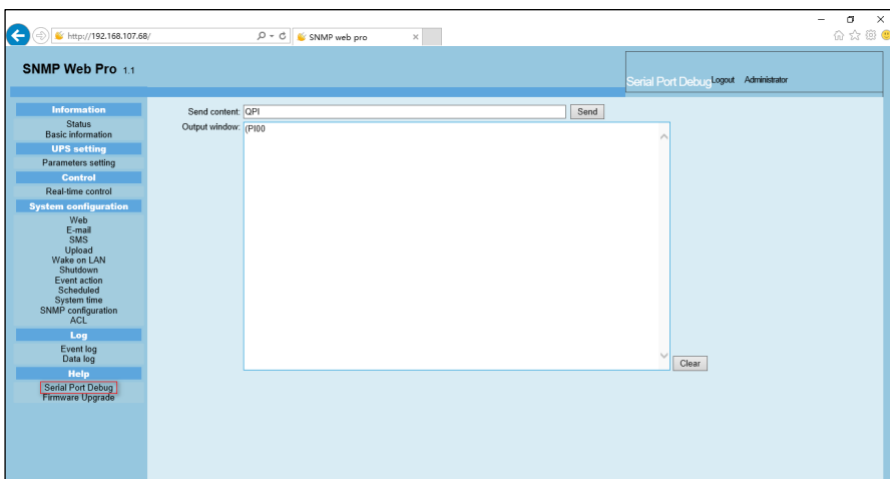 http://192.168.107.68/
SNMP web pro
SNMP Web Pro 1.1
Serial Port Debug Logout Administrator
Information
Status
Basic information
UPS setting
Parameters setting
Control
Real-time control
System configuration
Web
E-mail
SMS
Upload
Wake on LAN
Shutdown
Event action
Scheduled
System time
SNMP configuration
ACL
Log
Event log
Data log
Help
Serial Port Debug
Firmware Upgrade
Send content: QPI Send
Output window: (PI00
Clear